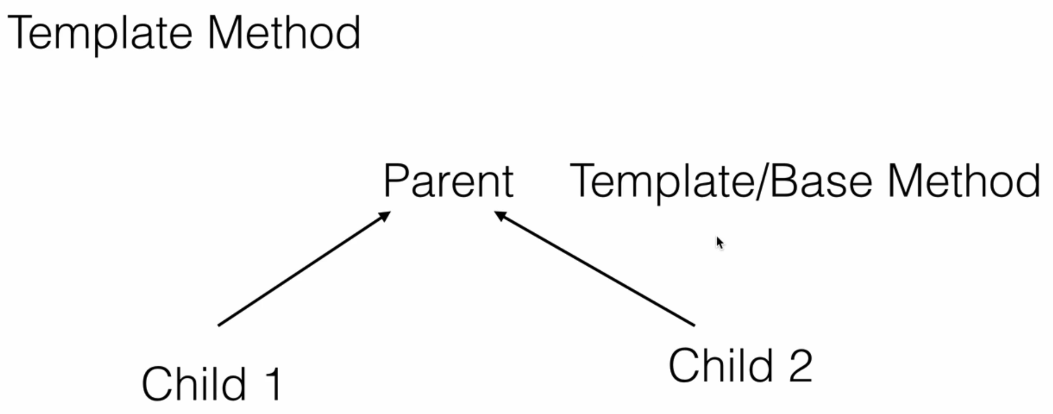 Template Method
Parent Template/Base Method
Child 1
Child 2